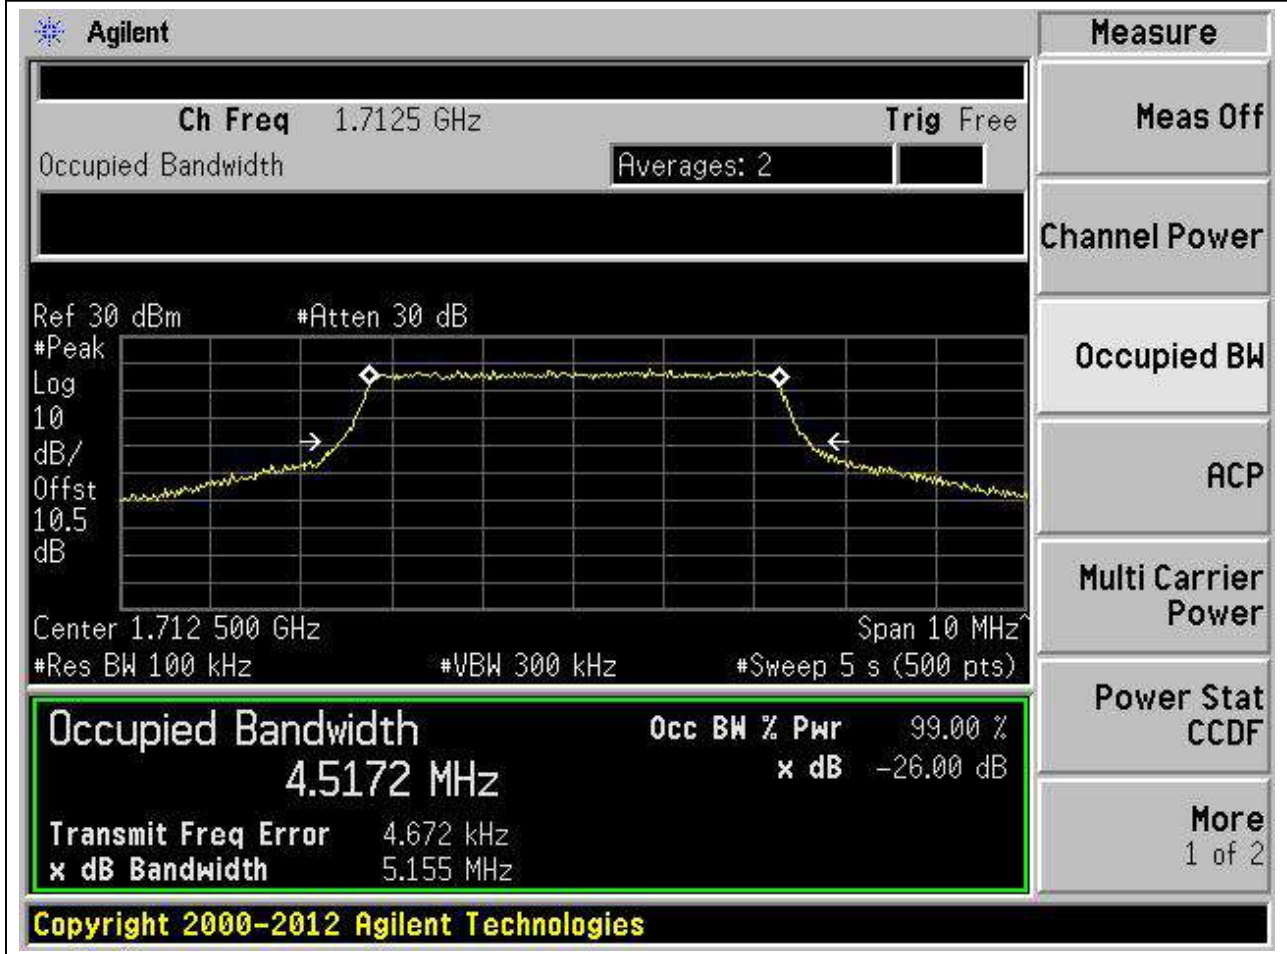 Agilent
Measure
Ch Freq 1.7125 GHz Trig Free
Occupied Bandwidth Averages: 2
Ref 30 dBm #Atten 30 dB
#Peak
Log
10
dB/
Offst
10.5
dB
Center 1.712 500 GHz Span 10 MHz^
#Res BW 100 kHz #VBW 300 kHz #Sweep 5 s (500 pts)
Occupied Bandwidth Occ BW % Pwr 99.00 %
4.5172 MHz x dB -26.00 dB
Transmit Freq Error 4.672 kHz
x dB Bandwidth 5.155 MHz
Copyright 2000-2012 Agilent Technologies
Meas Off
Channel Power
Occupied BW
ACP
Multi Carrier
Power
Power Stat
CCDF
More
1 of 2